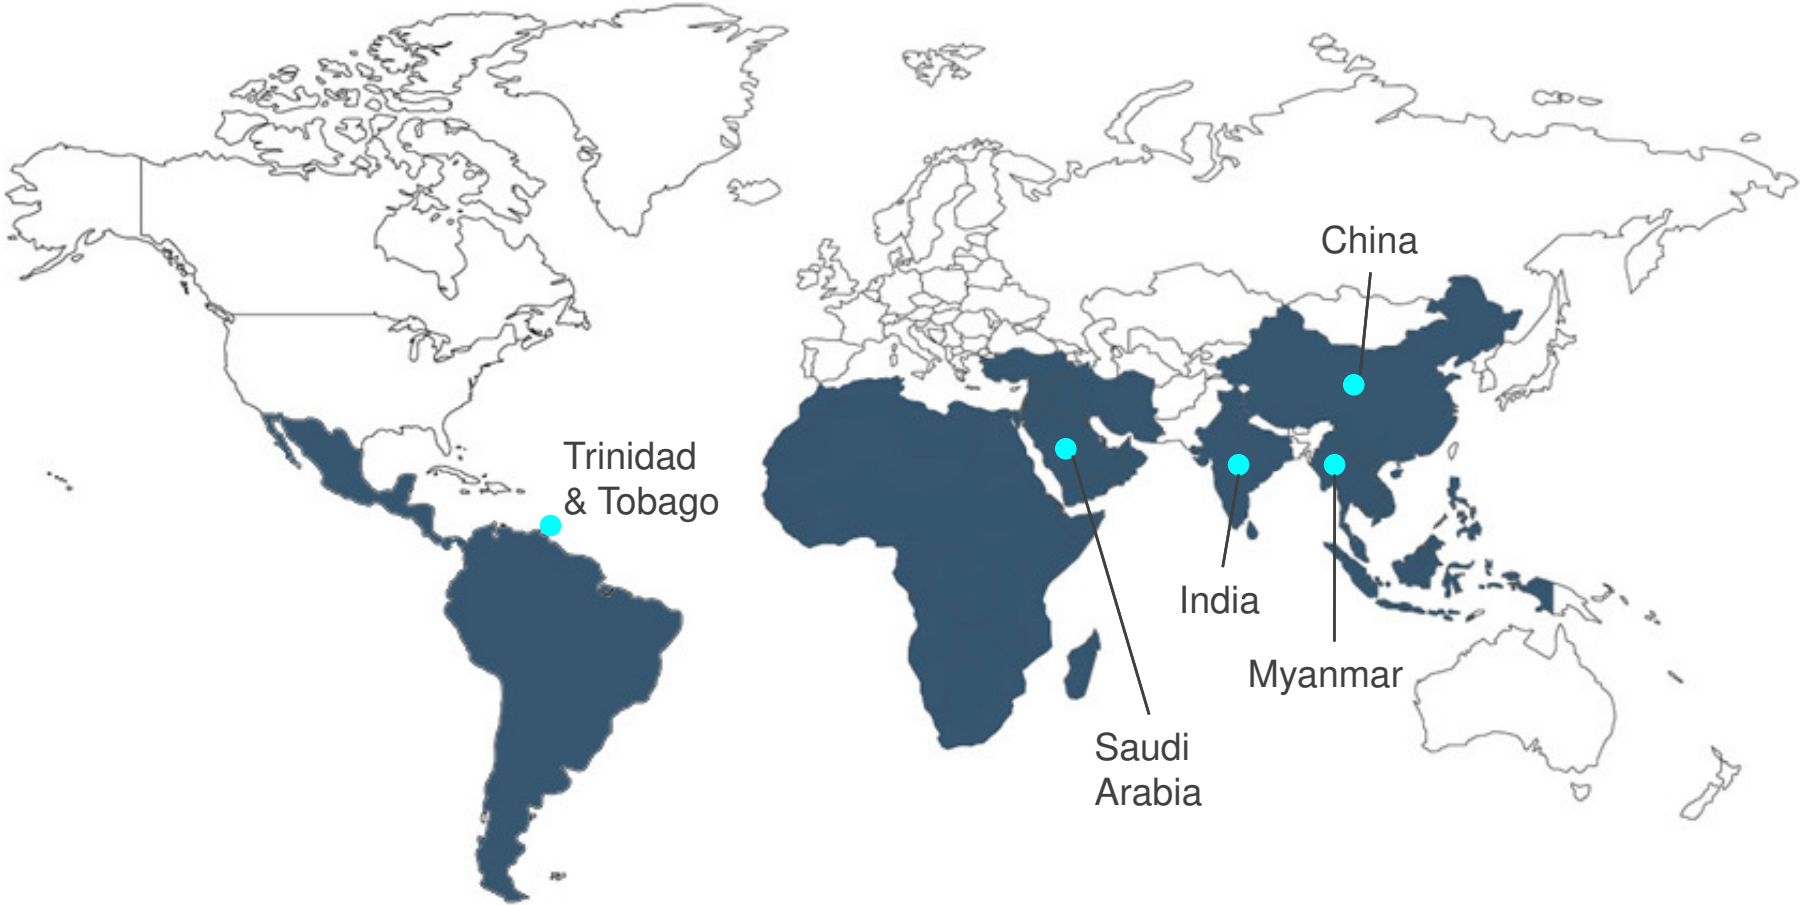 China
Trinidad
& Tobago
India
Myanmar
Saudi
Arabia